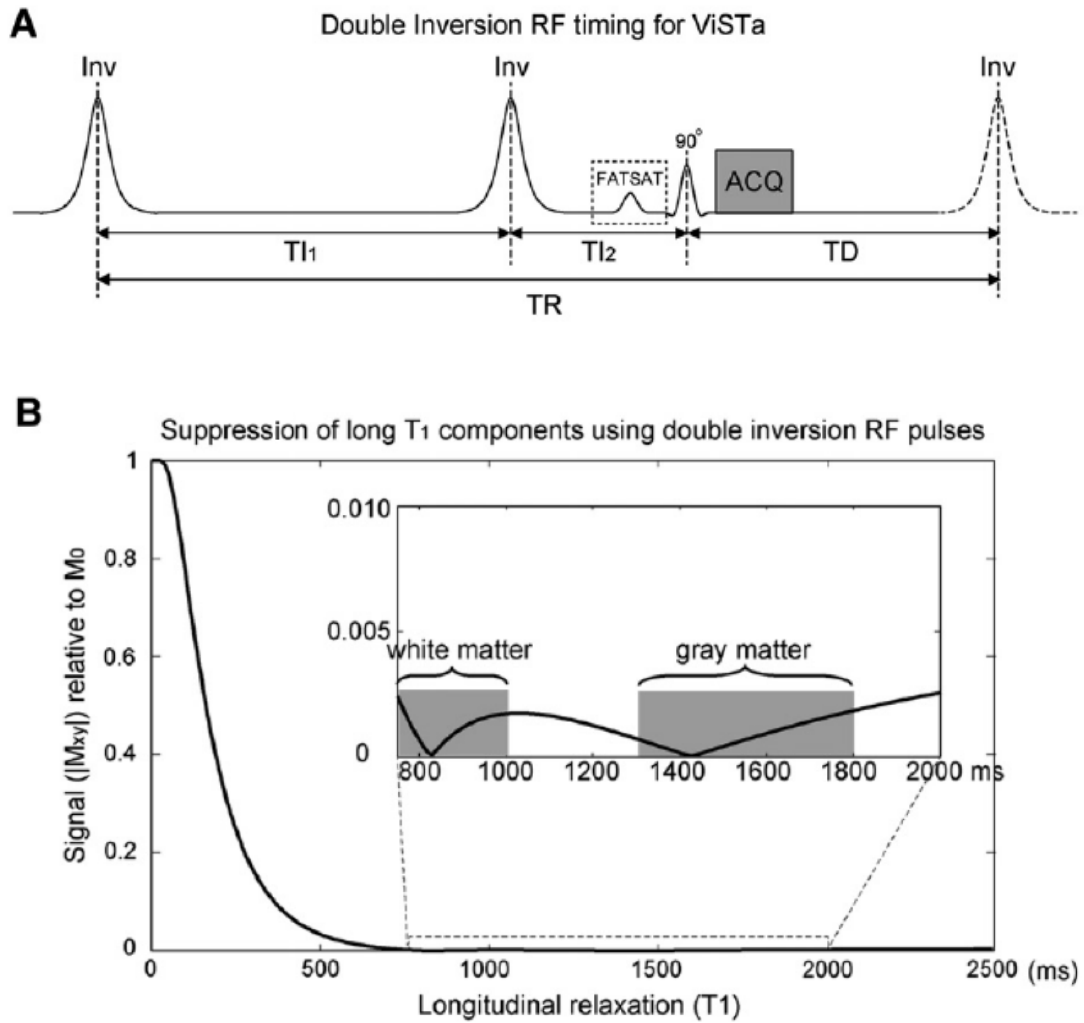 A
Double Inversion RF timing for ViSTa
Inv Inv Inv
90°
FATSAT
ACQ
TI1 TI2 TD
TR
B
Suppression of long T1 components using double inversion RF pulses
Signal (|Mxy|) relative to M0
1
0.8
0.6
0.4
0.2
0
0.010
0.005
0
white matter gray matter
800 1000 1200 1400 1600 1800 2000 ms
0 500 1000 1500 2000 2500 (ms)
Longitudinal relaxation (T1)